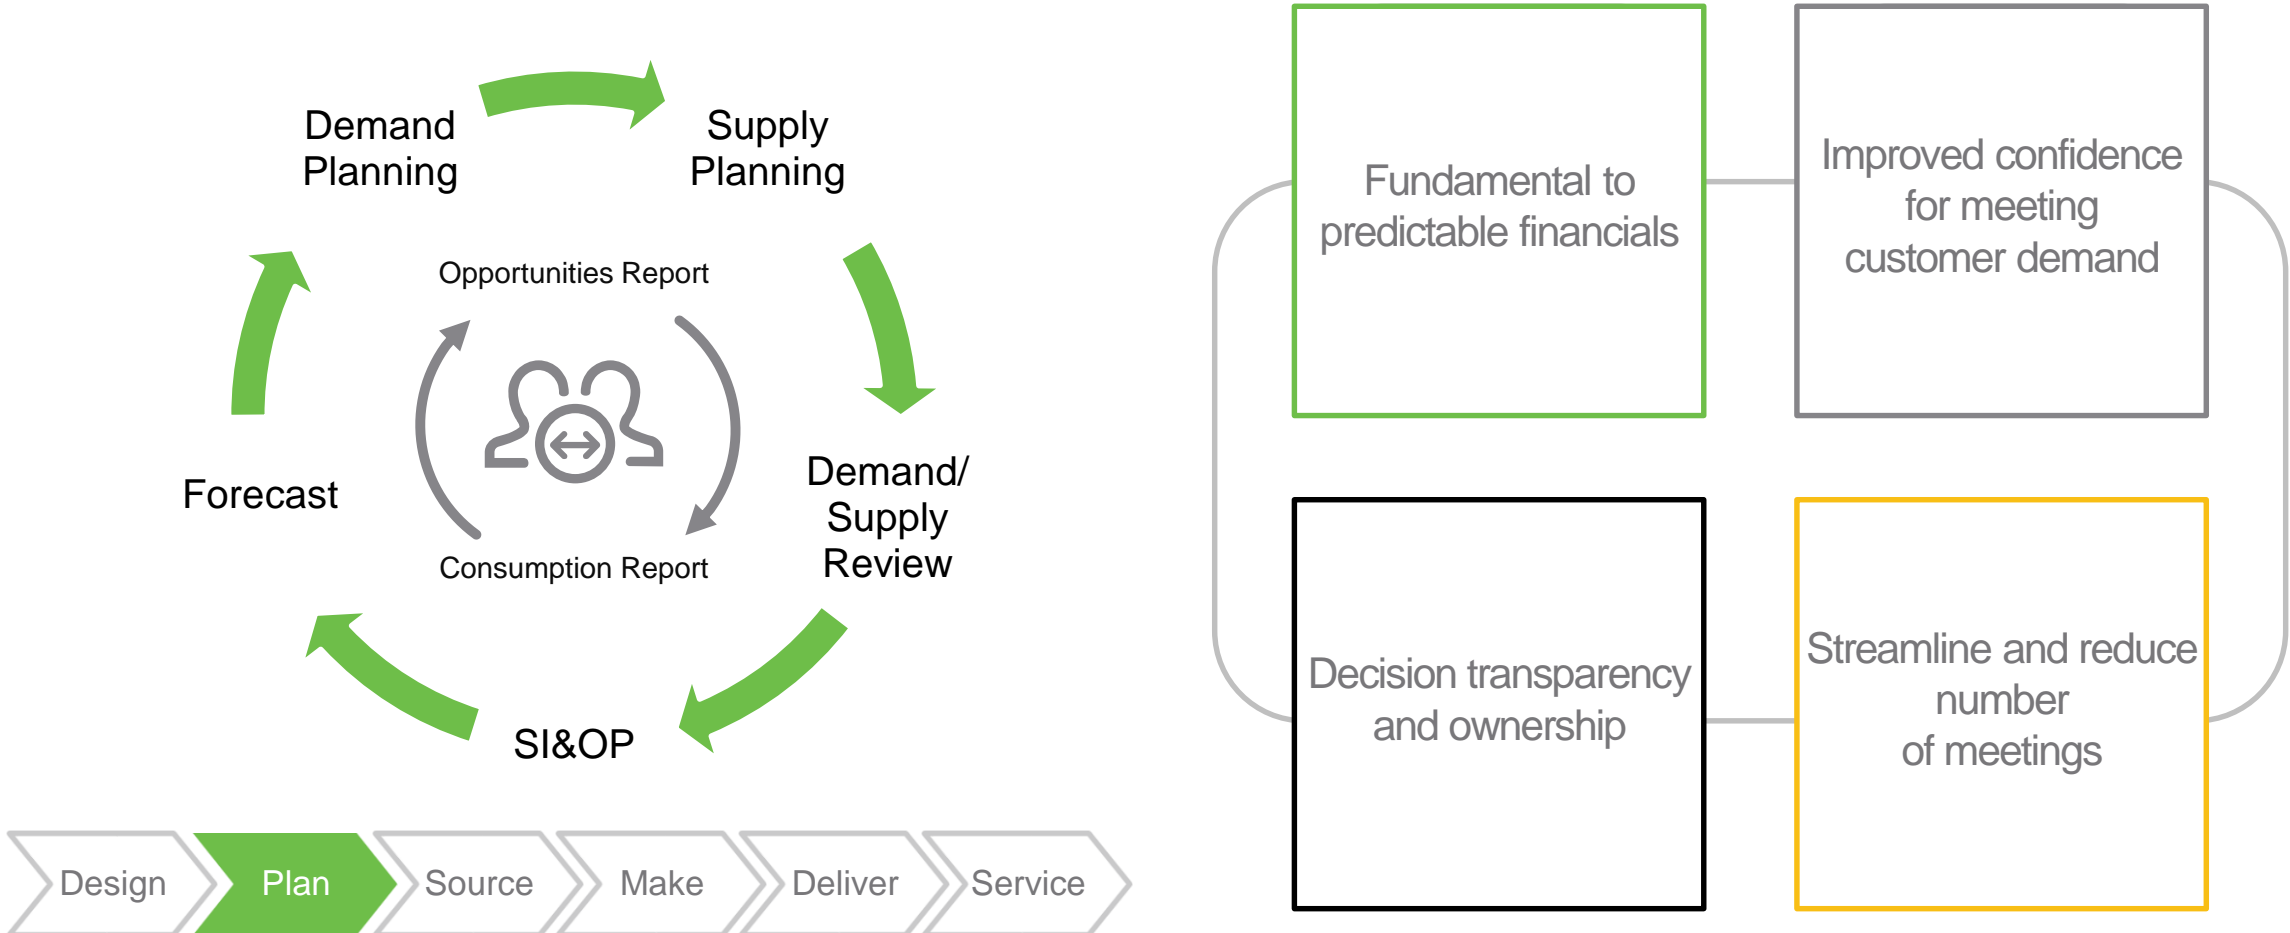 Demand
Planning
Supply
Planning
Opportunities Report
Forecast
Demand/
Supply
Review
Consumption Report
SI&OP
Design
Plan
Source
Make
Deliver
Service
Fundamental to
predictable financials
Improved confidence
for meeting
customer demand
Decision transparency
and ownership
Streamline and reduce
number
of meetings